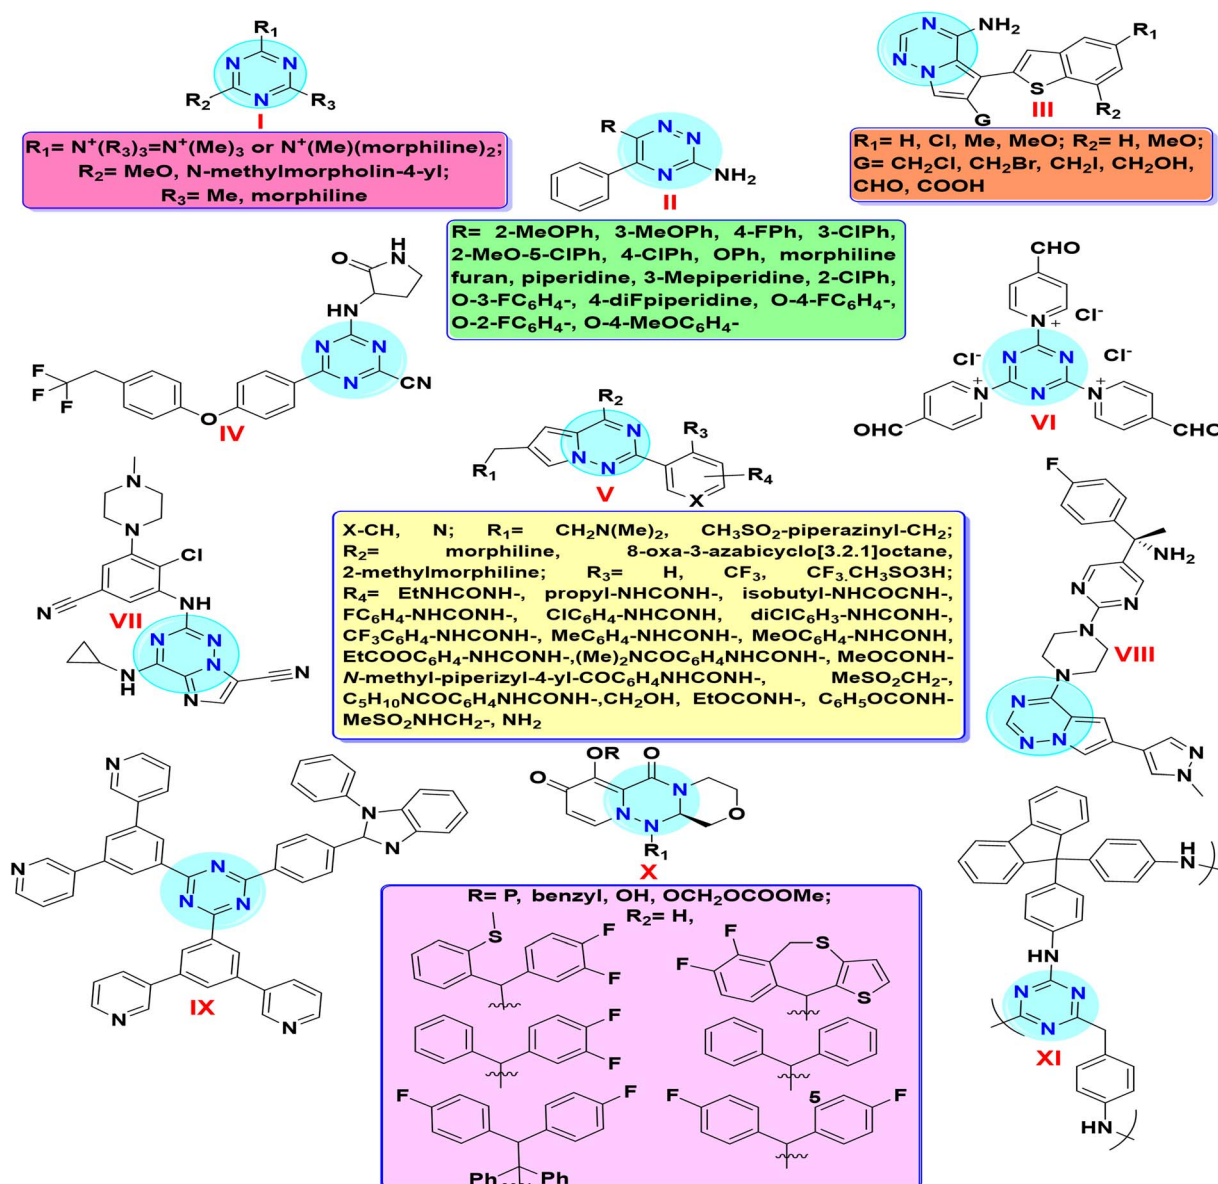 R₁
N N
N
R₂ R₃
I
R₁= N⁺(R₃)₃=N⁺(Me)₃ or N⁺(Me)(morphiline)₂;
R₂= MeO, N-methylmorpholin-4-yl;
R₃= Me, morphiline
R N N
N NH₂
II
R= 2-MeOPh, 3-MeOPh, 4-FPh, 3-ClPh,
2-MeO-5-ClPh, 4-ClPh, OPh, morphiline
furan, piperidine, 3-Mepiperidine, 2-ClPh,
O-3-FC₆H₄-, 4-diFpiperidine, O-4-FC₆H₄-,
O-2-FC₆H₄-, O-4-MeOC₆H₄-
N NH₂ R₁
N N S
III R₂
G
R₁= H, Cl, Me, MeO; R₂= H, MeO;
G= CH₂Cl, CH₂Br, CH₂I, CH₂OH,
CHO, COOH
H
N
O
HN
N N
N CN
F
F F
O
IV
CHO
N⁺ Cl⁻
Cl⁻ N N Cl⁻
N
N⁺ N⁺
OHC VI CHO
R₂
N R₃
N N R₄
R₁ V X
X-CH, N; R₁= CH₂N(Me)₂, CH₃SO₂-piperazinyl-CH₂;
R₂= morphiline, 8-oxa-3-azabicyclo[3.2.1]octane,
2-methylmorphiline; R₃= H, CF₃, CF₃.CH₃SO3H;
R₄= EtNHCONH-, propyl-NHCONH-, isobutyl-NHCOCNH-,
FC₆H₄-NHCONH-, ClC₆H₄-NHCONH, diClC₆H₃-NHCONH-,
CF₃C₆H₄-NHCONH-, MeC₆H₄-NHCONH-, MeOC₆H₄-NHCONH,
EtCOOC₆H₄-NHCONH-,(Me)₂NCOC₆H₄NHCONH-, MeOCONH-
N-methyl-piperizyl-4-yl-COC₆H₄NHCONH-, MeSO₂CH₂-,
C₅H₁₀NCOC₆H₄NHCONH-,CH₂OH, EtOCONH-, C₆H₅OCONH-
MeSO₂NHCH₂-, NH₂
N
N
Cl
N NH
VII
N N
HN N N
N
F
NH₂
N N
N
VIII
N
N
N N
N
N
N
N N
N N
N N
N
IX
N N
OR
O O
N
N O
N
R₁
X
R= P, benzyl, OH, OCH₂OCOOMe;
R₂= H,
S F
F
F S
F S
F
F
5
F F
Ph Ph
F F
H
N
HN
N N
N
XI
HN